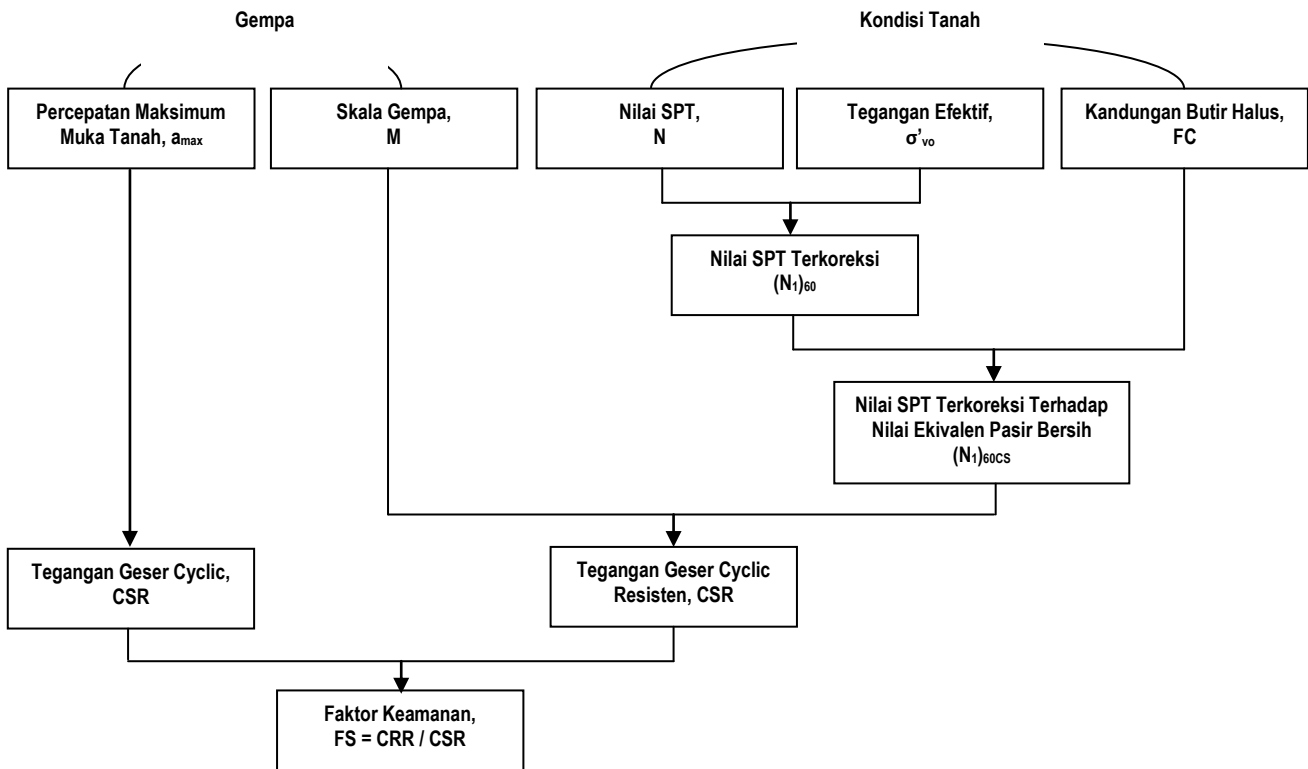 Gempa
Kondisi Tanah
Percepatan Maksimum
Muka Tanah, amax
Skala Gempa,
M
Nilai SPT,
N
Tegangan Efektif,
σ'vo
Kandungan Butir Halus,
FC
Nilai SPT Terkoreksi
(N1)60
Nilai SPT Terkoreksi Terhadap
Nilai Ekivalen Pasir Bersih
(N1)60CS
Tegangan Geser Cyclic,
CSR
Tegangan Geser Cyclic
Resisten, CSR
Faktor Keamanan,
FS = CRR / CSR